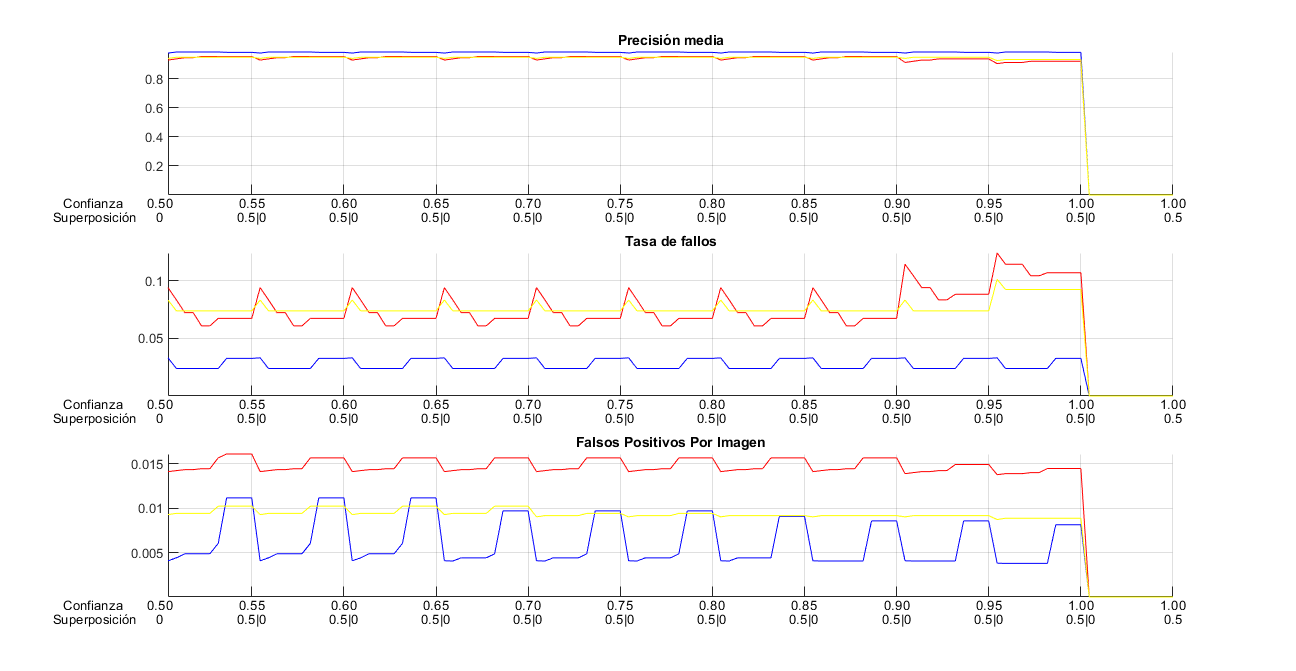 Precisión media
0.8
0.6
0.4
0.2
Confianza 0.50 0.55 0.60 0.65 0.70 0.75 0.80 0.85 0.90 0.95 1.00 1.00
Superposición 0 0.5|0 0.5|0 0.5|0 0.5|0 0.5|0 0.5|0 0.5|0 0.5|0 0.5|0 0.5|0 0.5
Tasa de fallos
0.1
0.05
Confianza 0.50 0.55 0.60 0.65 0.70 0.75 0.80 0.85 0.90 0.95 1.00 1.00
Superposición 0 0.5|0 0.5|0 0.5|0 0.5|0 0.5|0 0.5|0 0.5|0 0.5|0 0.5|0 0.5|0 0.5
Falsos Positivos Por Imagen
0.015
0.01
0.005
Confianza 0.50 0.55 0.60 0.65 0.70 0.75 0.80 0.85 0.90 0.95 1.00 1.00
Superposición 0 0.5|0 0.5|0 0.5|0 0.5|0 0.5|0 0.5|0 0.5|0 0.5|0 0.5|0 0.5|0 0.5